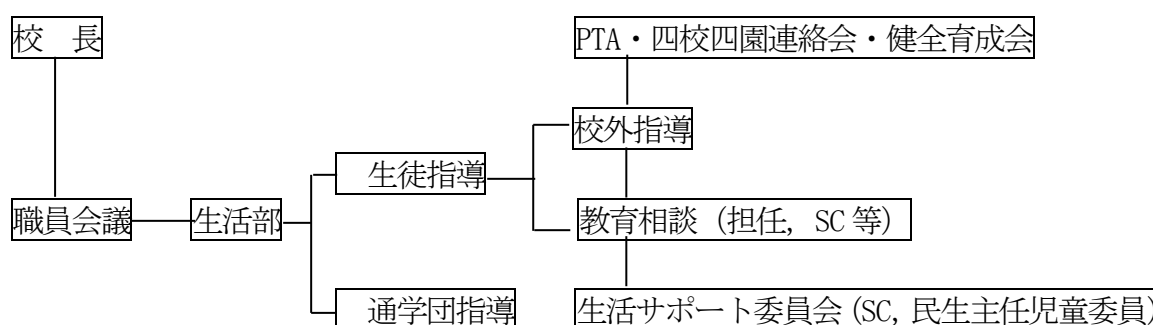 校　長
PTA・四校四園連絡会・健全育成会
校外指導
生徒指導
職員会議
生活部
教育相談（担任, SC 等）
通学団指導
生活サポート委員会 (SC, 民生主任児童委員)